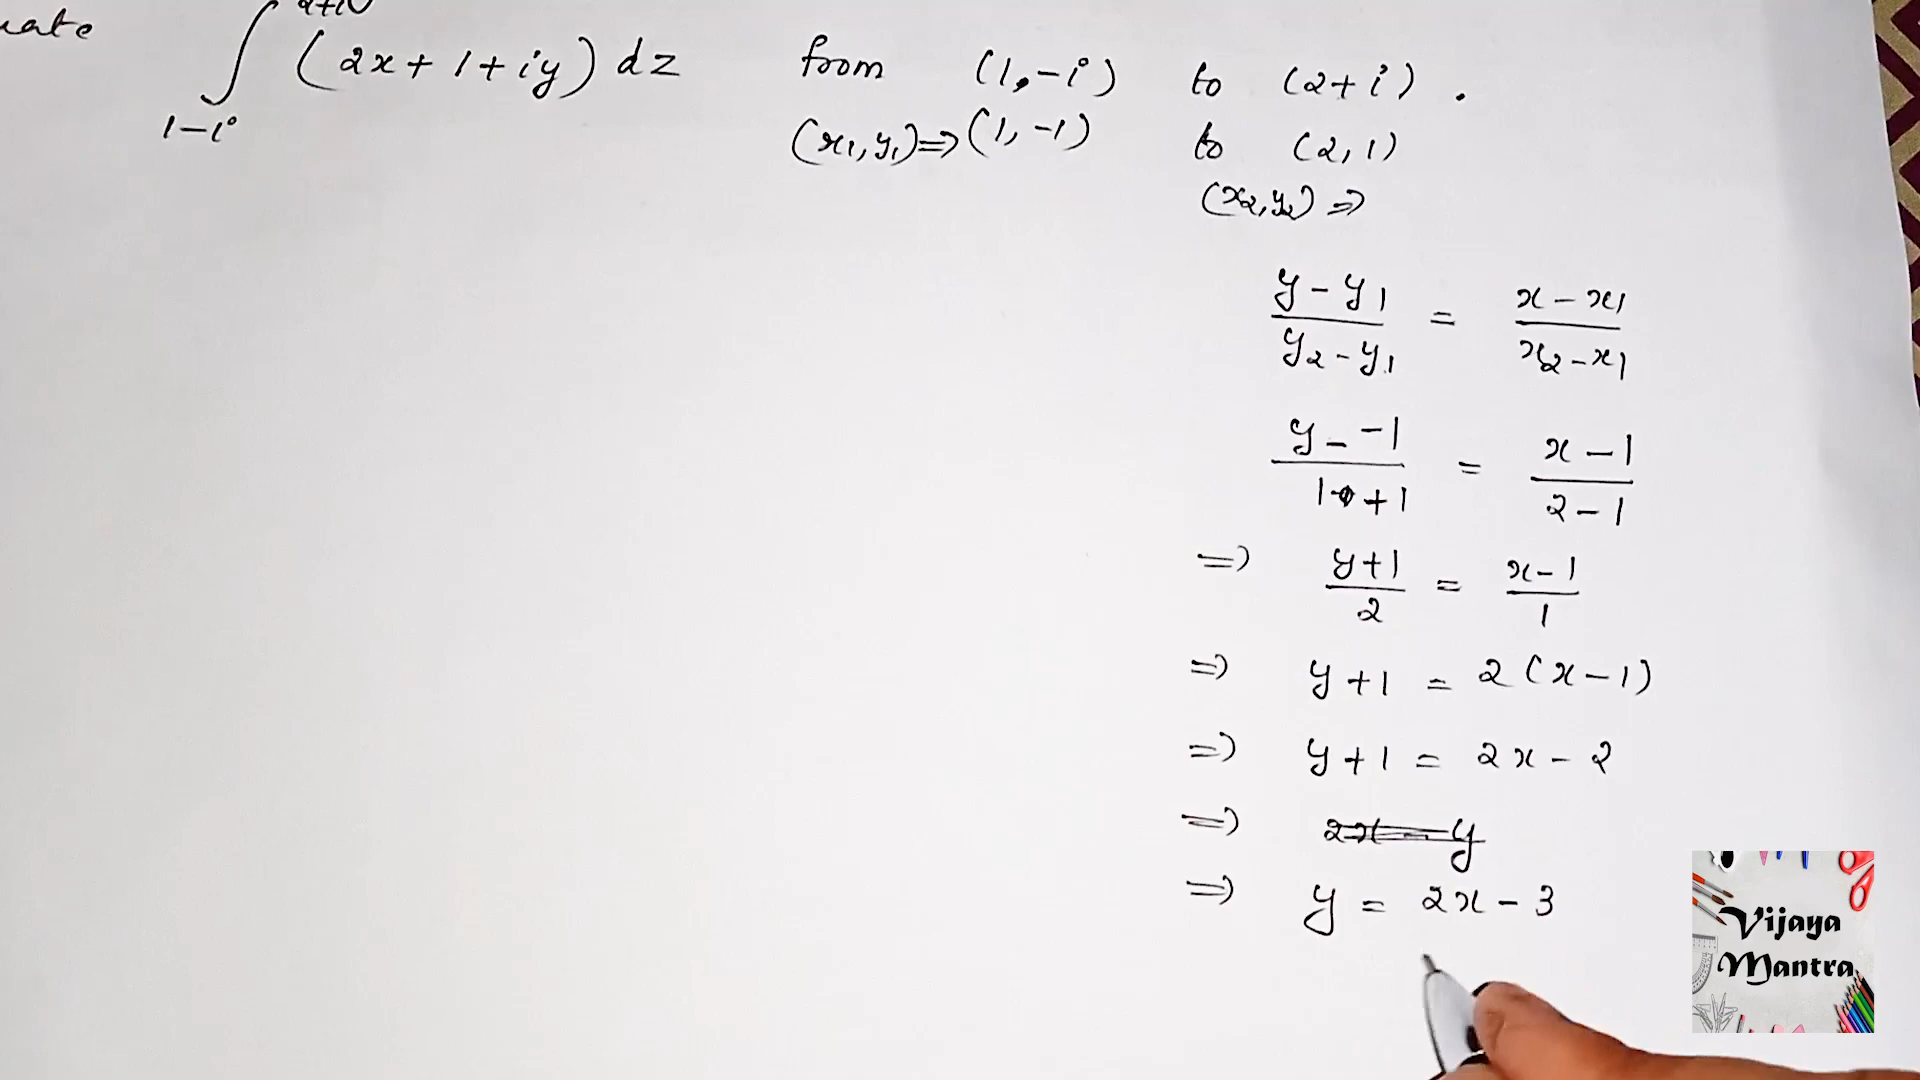 ∫ (2x + 1 + iy) dz from (1, -i) to (2 + i) .
1-i
(x1, y1) ⇒ (1, -1) to (2, 1)
(x2, y2) ⇒
y - y1 / y2 - y1 = x - x1 / x2 - x1
y - -1 / 1 + 1 = x - 1 / 2 - 1
⇒ y+1 / 2 = x-1 / 1
⇒ y + 1 = 2(x - 1)
⇒ y + 1 = 2x - 2
⇒ 2x - y
⇒ y = 2x - 3
Vijaya
Mantra